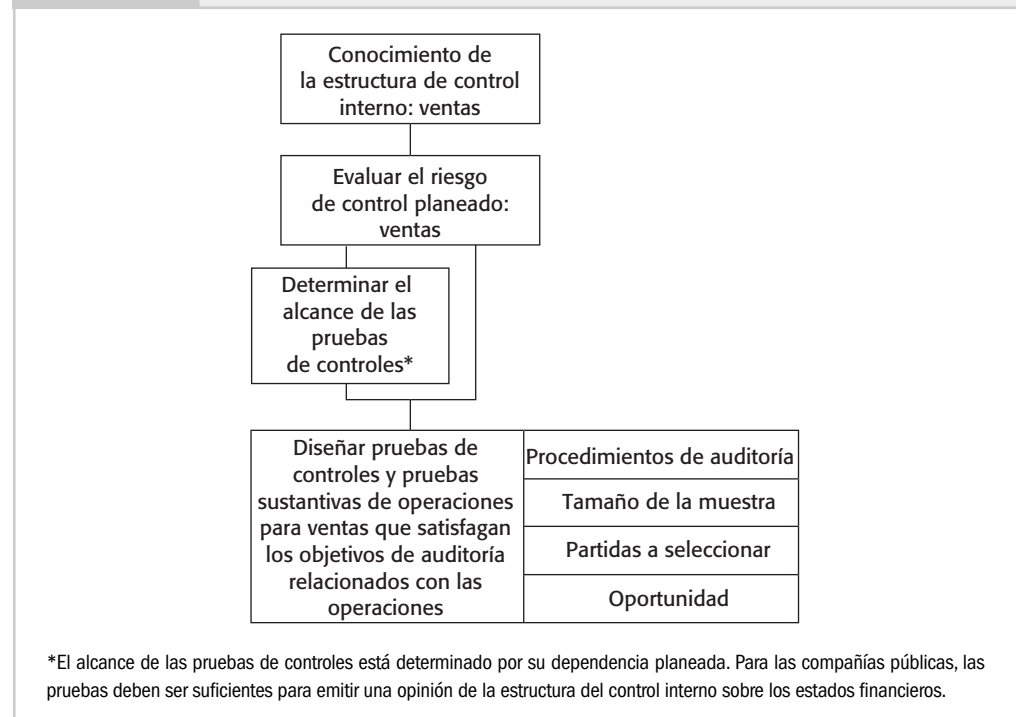 Conocimiento de
la estructura de control
interno: ventas
Evaluar el riesgo
de control planeado:
ventas
Determinar el
alcance de las
pruebas
de controles*
Diseñar pruebas de
controles y pruebas
sustantivas de operaciones
para ventas que satisfagan
los objetivos de auditoría
relacionados con las
operaciones
Procedimientos de auditoría
Tamaño de la muestra
Partidas a seleccionar
Oportunidad
*El alcance de las pruebas de controles está determinado por su dependencia planeada. Para las compañías públicas, las
pruebas deben ser suficientes para emitir una opinión de la estructura del control interno sobre los estados financieros.